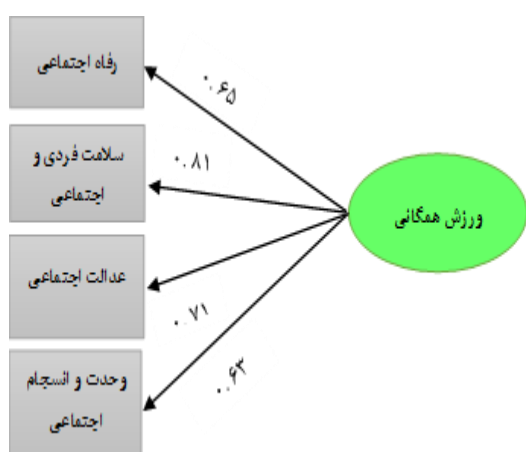 رفاه اجتماعی
۰.۶۵
سلامت فردی و
اجتماعی
۰.۸۱
ورزش همگانی
عدالت اجتماعی
۰.۷۱
وحدت و انسجام
اجتماعی
۰.۶۳